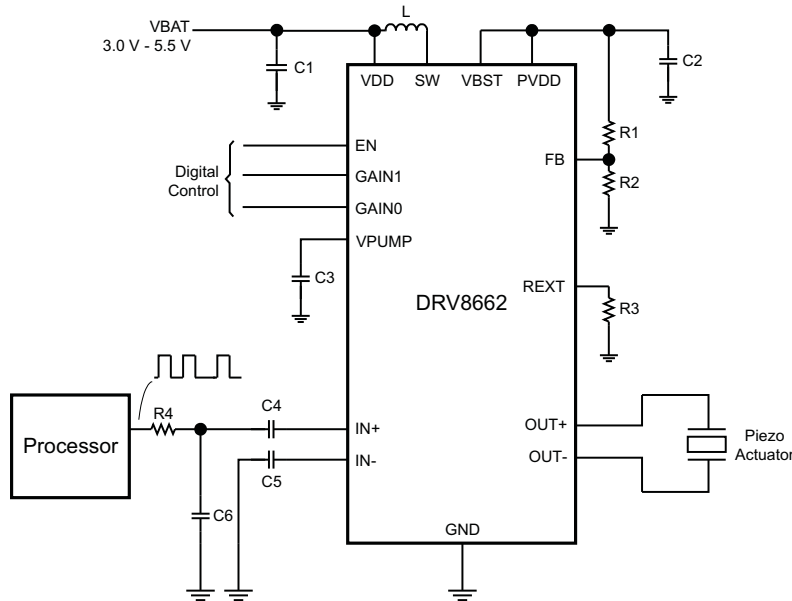 L
VBAT
3.0 V - 5.5 V
C1
C2
VDD
SW
VBST
PVDD
R1
EN
FB
Digital
Control
GAIN1
R2
GAIN0
VPUMP
C3
REXT
DRV8662
R3
C4
R4
IN+
OUT+
Processor
Piezo
Actuator
IN-
OUT-
C5
C6
GND